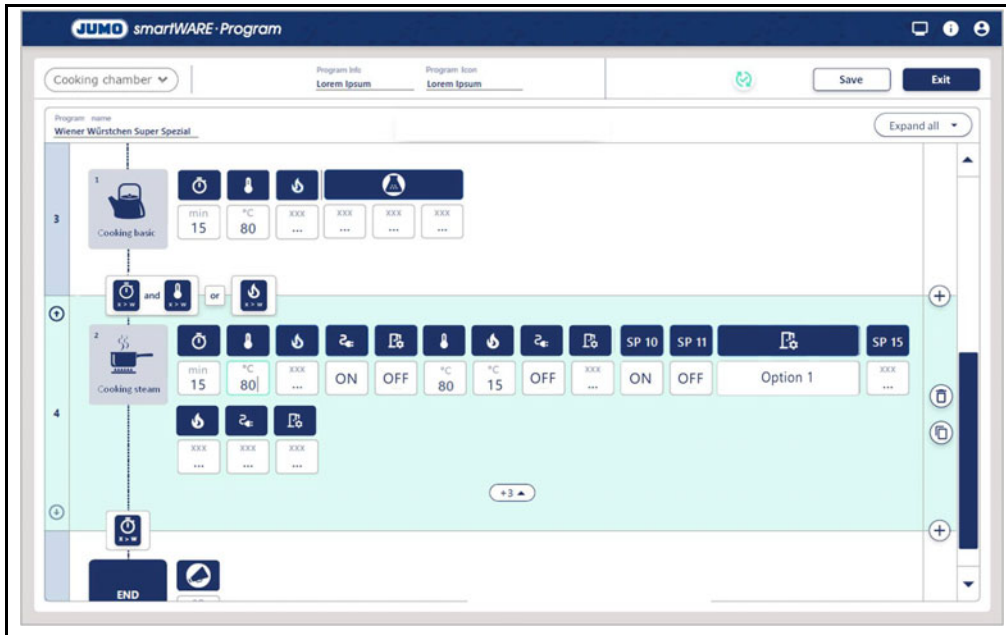 JUMO smartWARE · Program
Cooking chamber
Program Info
Lorem Ipsum
Program Icon
Lorem Ipsum
Save
Exit
Program name
Wiener Würstchen Super Spezial
Expand all
3
1
Cooking basic
min
15
°C
80
xxx
...
xxx
...
xxx
...
xxx
...
x > w
and
x > w
or
x > w
4
2
Cooking steam
SP 10
SP 11
SP 15
min
15
°C
80
xxx
...
ON
OFF
°C
80
°C
15
OFF
xxx
...
ON
OFF
Option 1
xxx
...
xxx
...
xxx
...
xxx
...
+3
x > w
END